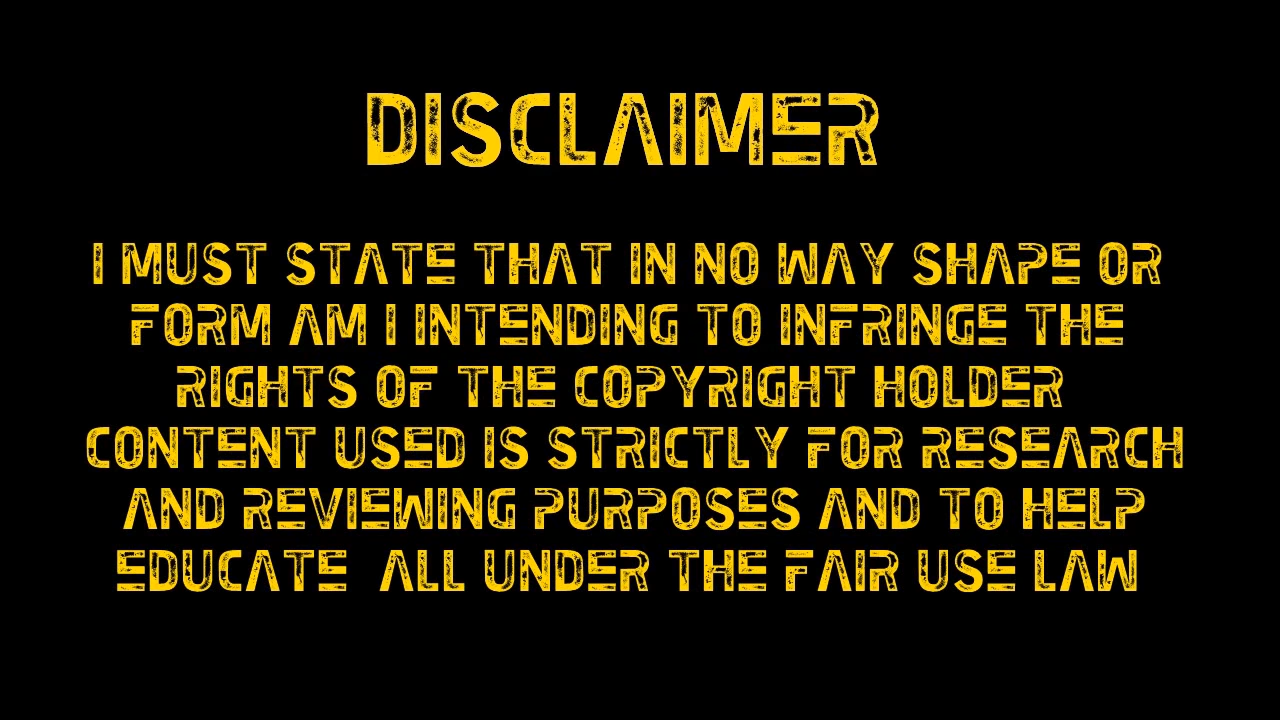 DISCLAIMER
I MUST STATE THAT IN NO WAY SHAPE OR
FORM AM I INTENDING TO INFRINGE THE
RIGHTS OF THE COPYRIGHT HOLDER
CONTENT USED IS STRICTLY FOR RESEARCH
AND REVIEWING PURPOSES AND TO HELP
EDUCATE  ALL UNDER THE FAIR USE LAW